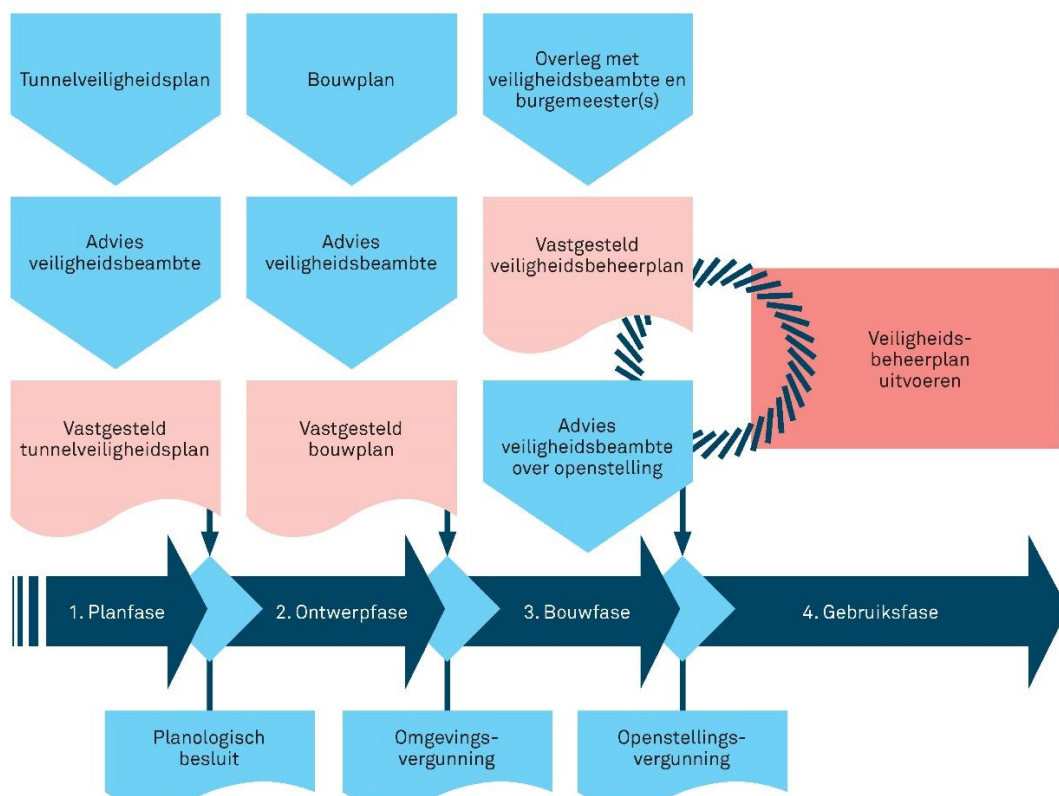 Tunnelveiligheidsplan
Bouwplan
Overleg met
veiligheidsbeambte en
burgemeester(s)
Advies
veiligheidsbeambte
Advies
veiligheidsbeambte
Vastgesteld
veiligheidsbeheerplan
Veiligheids-
beheerplan
uitvoeren
Vastgesteld
tunnelveiligheidsplan
Vastgesteld
bouwplan
Advies
veiligheidsbeambte
over openstelling
1. Planfase
2. Ontwerpfase
3. Bouwfase
4. Gebruiksfase
Planologisch
besluit
Omgevings-
vergunning
Openstellings-
vergunning